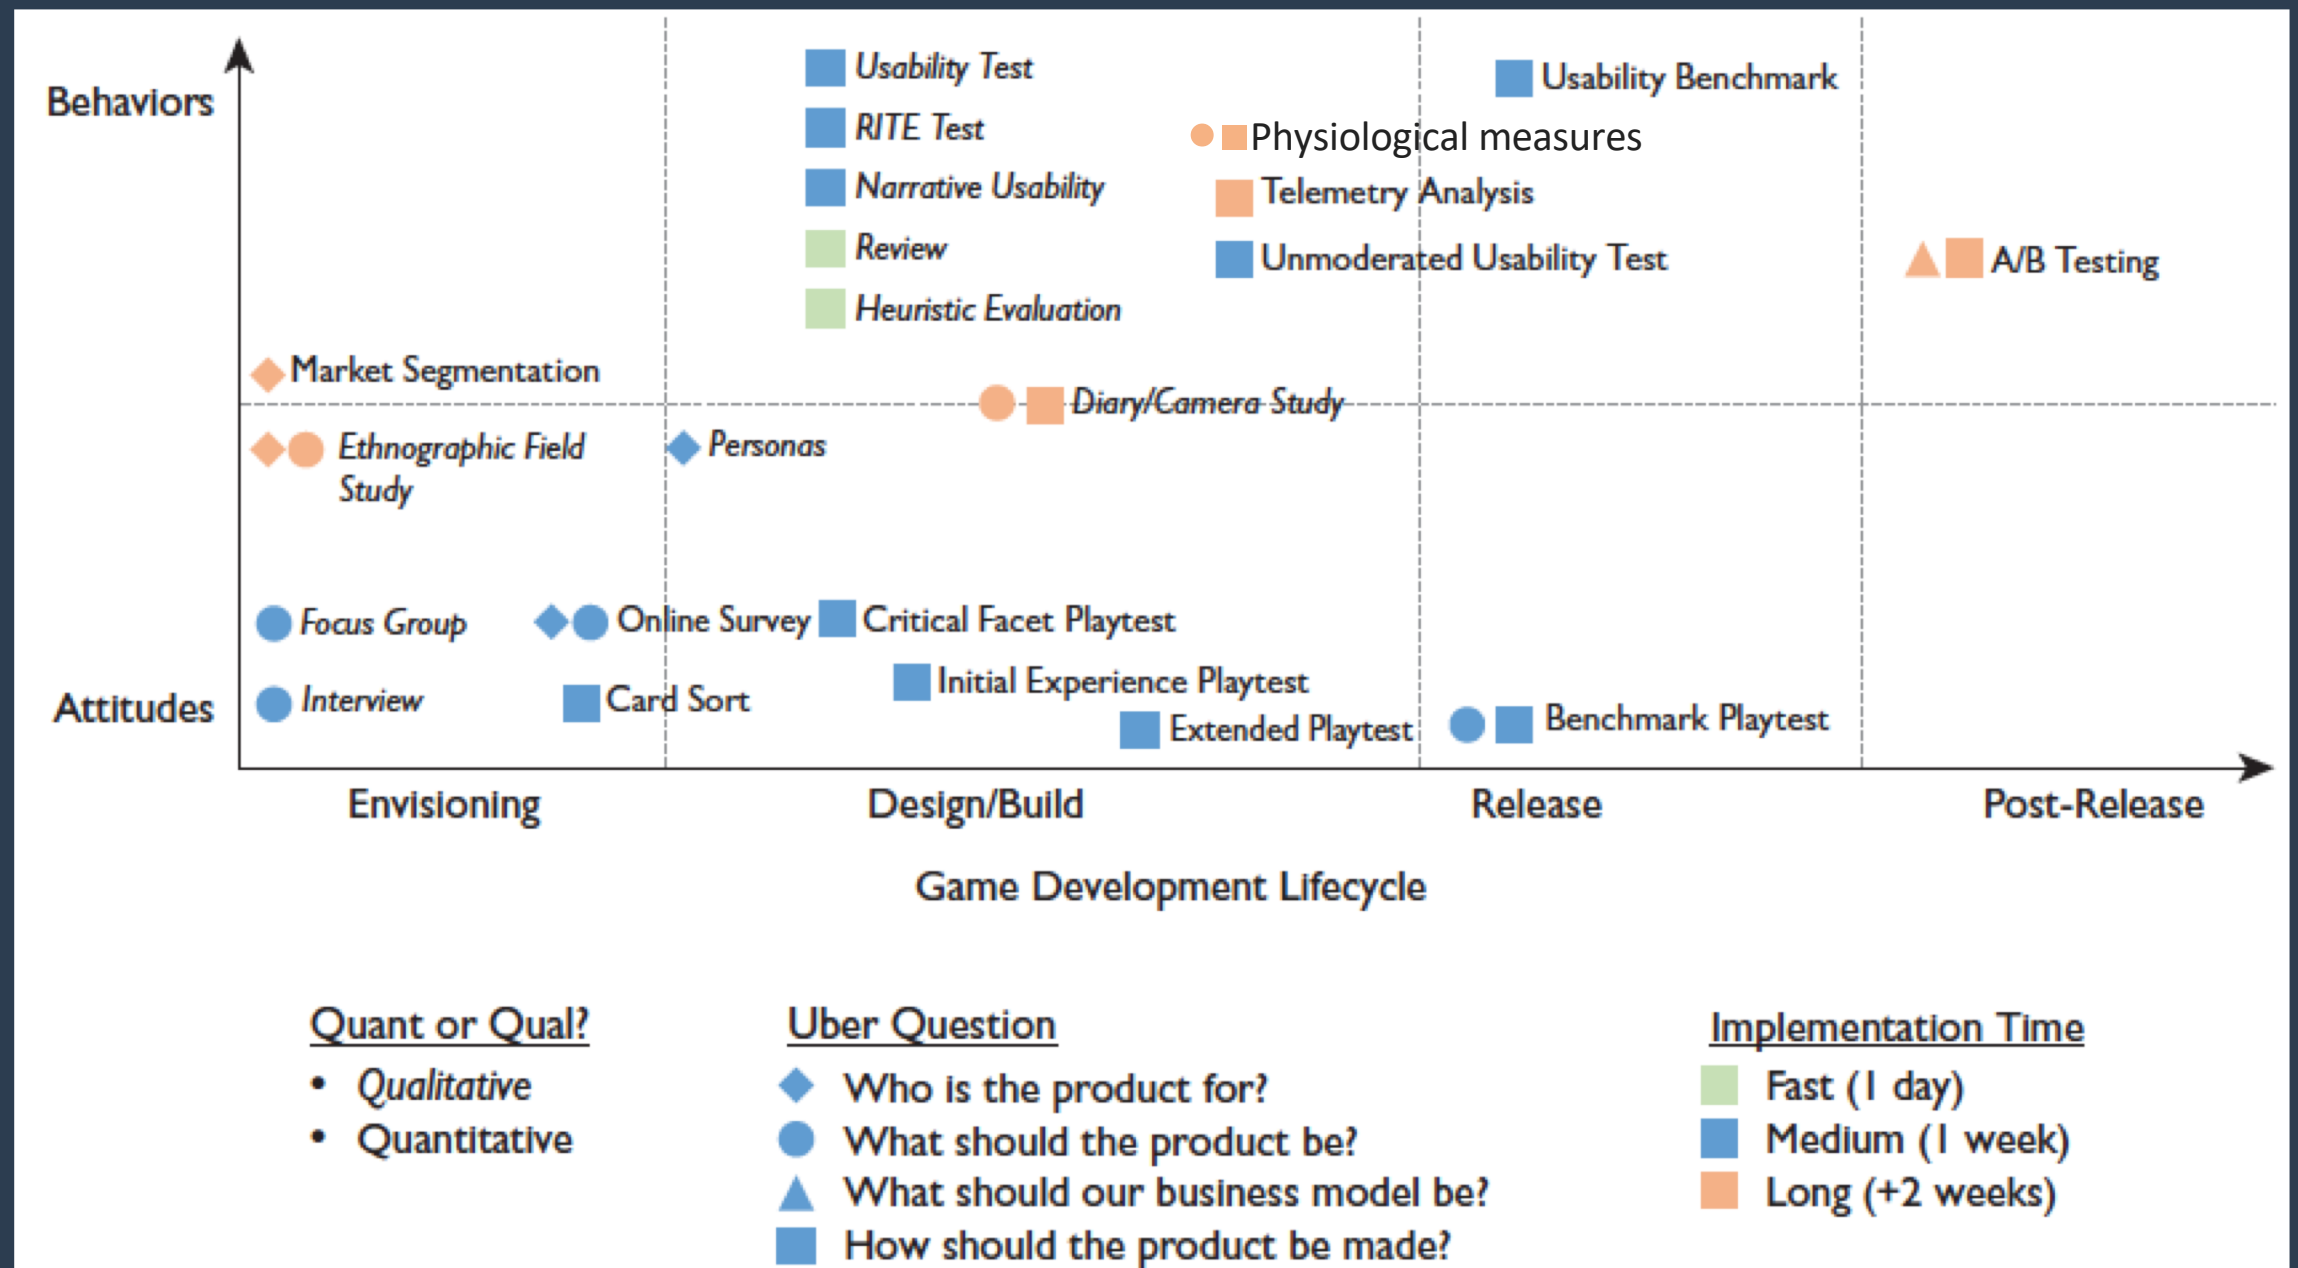 Behaviors
Usability Test
Usability Benchmark
RITE Test
Physiological measures
Narrative Usability
Telemetry Analysis
Review
Unmoderated Usability Test
A/B Testing
Heuristic Evaluation
Market Segmentation
Diary/Camera Study
Ethnographic Field
Study
Personas
Focus Group
Online Survey
Critical Facet Playtest
Attitudes
Interview
Card Sort
Initial Experience Playtest
Extended Playtest
Benchmark Playtest
Envisioning
Design/Build
Release
Post-Release
Game Development Lifecycle
Quant or Qual?
• Qualitative
• Quantitative
Uber Question
Who is the product for?
What should the product be?
What should our business model be?
How should the product be made?
Implementation Time
Fast (1 day)
Medium (1 week)
Long (+2 weeks)